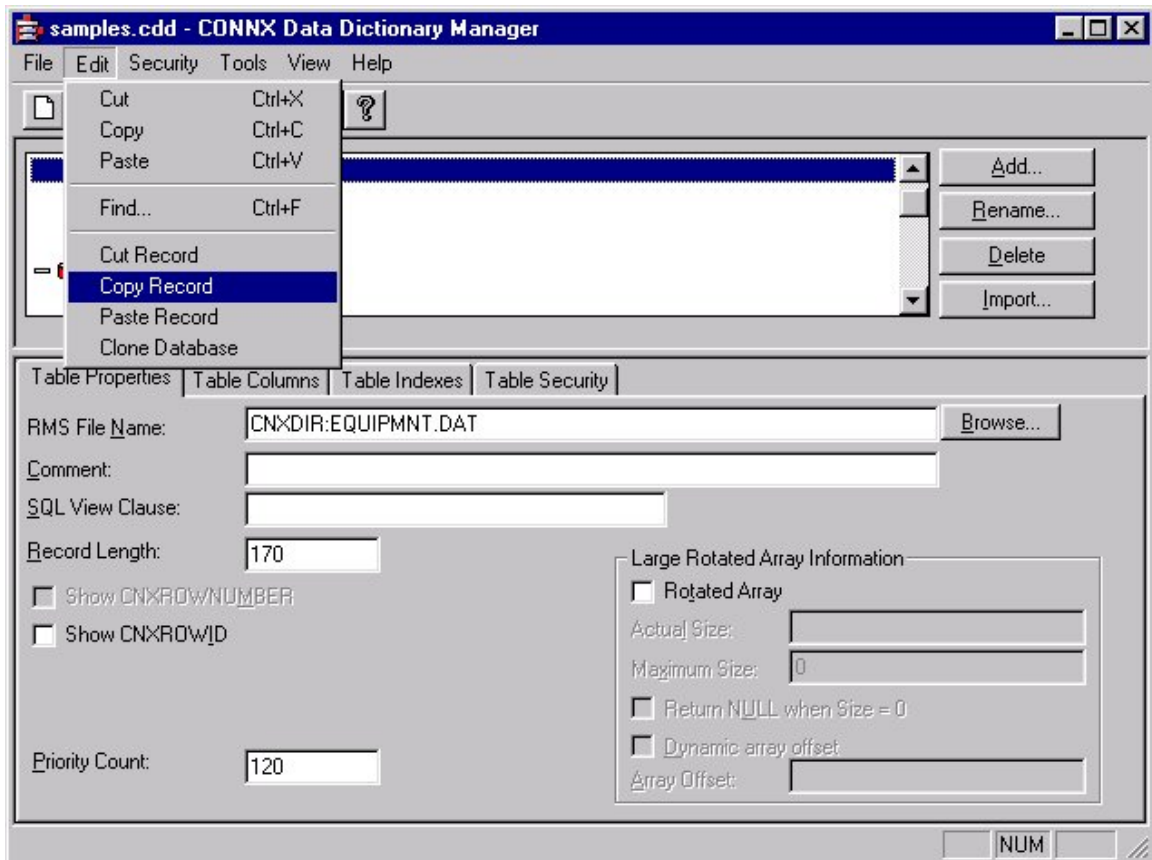 samples.cdd - CONNX Data Dictionary Manager
File Edit Security Tools View Help
Cut Ctrl+X
Copy Ctrl+C
Paste Ctrl+V
Find... Ctrl+F
Cut Record
Copy Record
Paste Record
Clone Database
Add...
Rename...
Delete
Import...
Table Properties Table Columns Table Indexes Table Security
RMS File Name: CNXDIR:EQUIPMNT.DAT Browse...
Comment:
SQL View Clause:
Record Length: 170
Show CNXROWNUMBER
Show CNXROWID
Priority Count: 120
Large Rotated Array Information
Rotated Array
Actual Size:
Maximum Size: 0
Return NULL when Size = 0
Dynamic array offset
Array Offset:
NUM